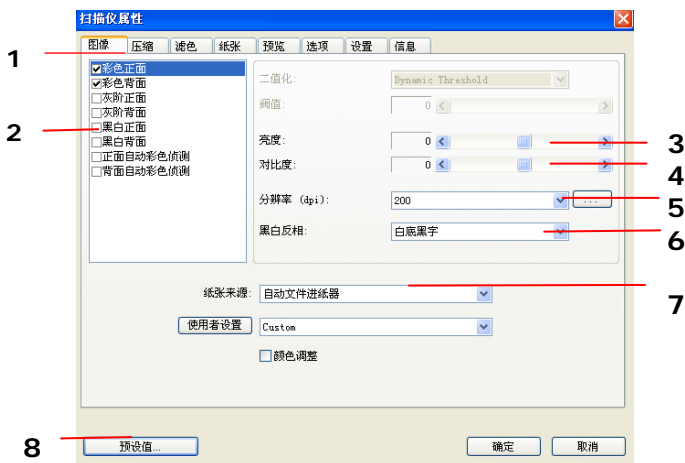 扫描仪属性
图像 压缩 滤色 纸张 预览 选项 设置 信息
1
彩色正面
彩色背面
灰阶正面
灰阶背面
2 黑白正面
黑白背面
正面自动彩色侦测
背面自动彩色侦测
二值化: Dynamic Threshold
阀值: 0
亮度: 0 3
对比度: 0 4
分辨率 (dpi): 200 ... 5
黑白反相: 白底黑字 6
纸张来源: 自动文件进纸器 7
使用者设置 Custom
颜色调整
8 预设值... 确定 取消